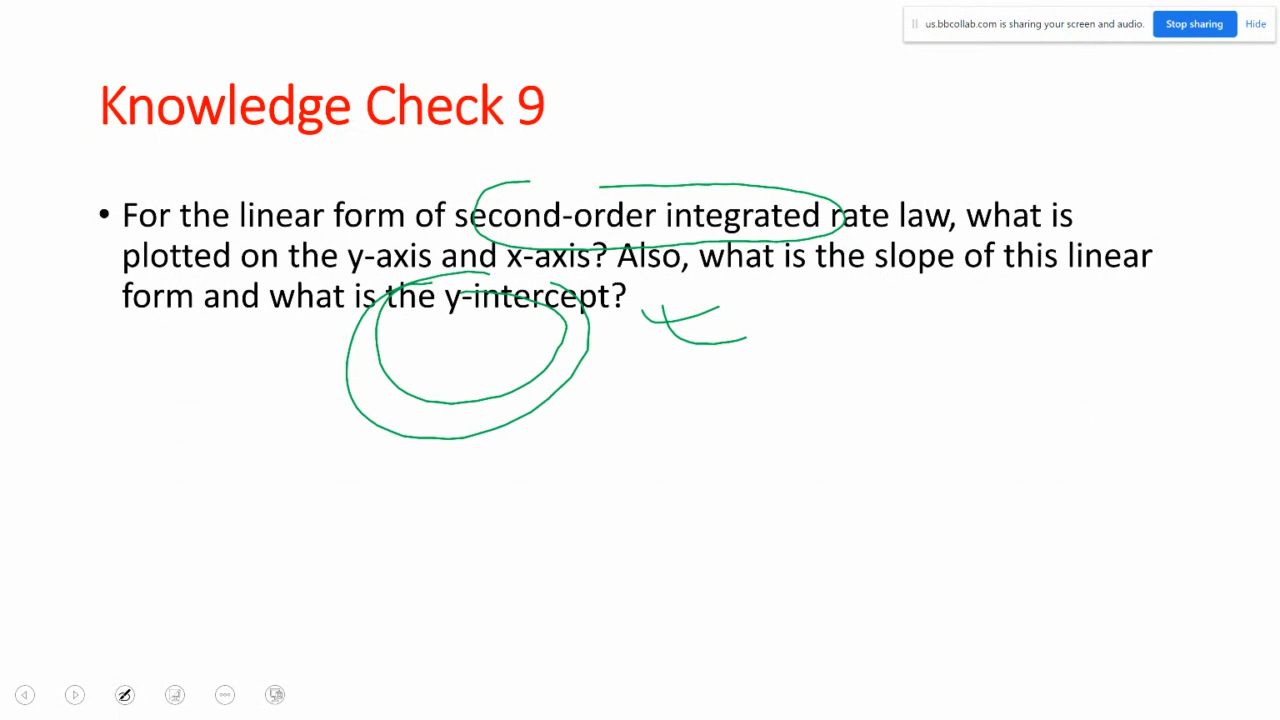 us.bbcollab.com is sharing your screen and audio. Stop sharing Hide
Knowledge Check 9
• For the linear form of second-order integrated rate law, what is
plotted on the y-axis and x-axis? Also, what is the slope of this linear
form and what is the y-intercept?
t